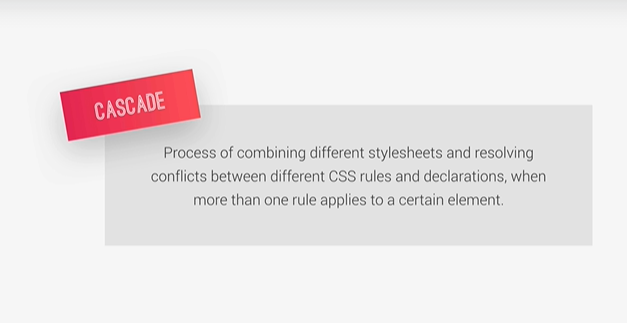 CASCADE
Process of combining different stylesheets and resolving
conflicts between different CSS rules and declarations, when
more than one rule applies to a certain element.